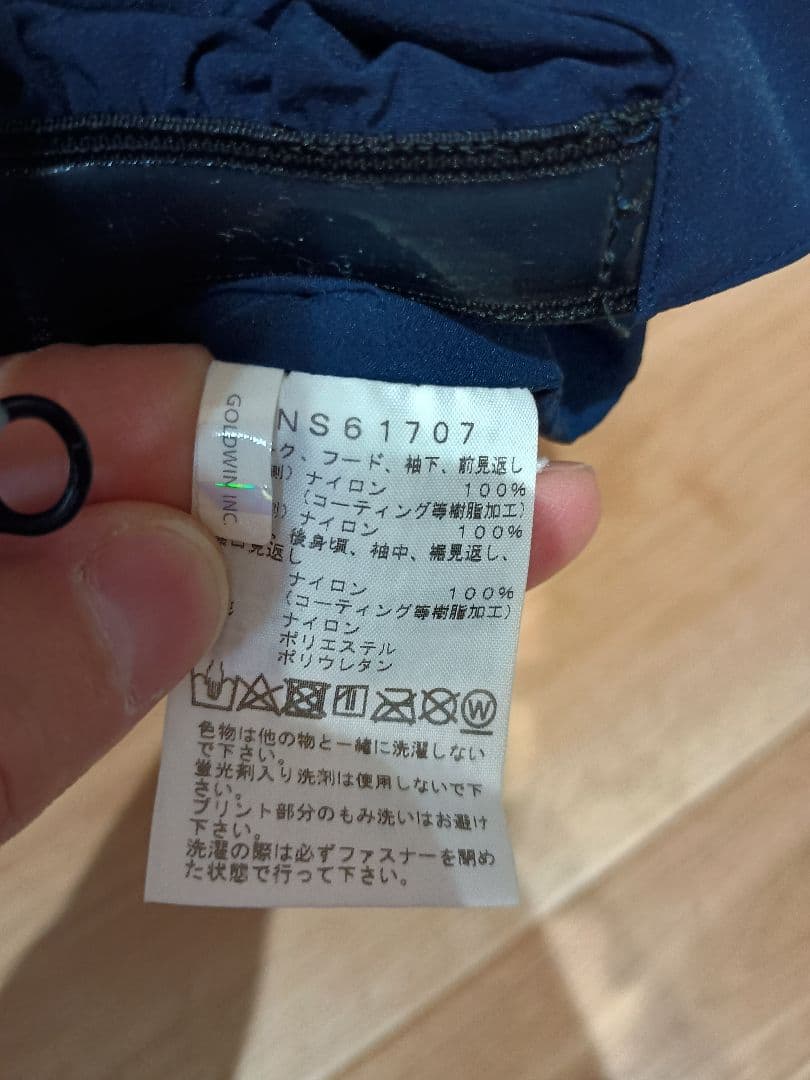 GOLDWIN INC.
NS61707
ク、フード、袖下、前見返し
ナイロン 100%
(コーティング等樹脂加工)
ナイロン 100%
後身頃、袖中、裾見返し、
見返し
ナイロン 100%
(コーティング等樹脂加工)
ナイロン
ポリエステル
ポリウレタン
W
色物は他の物と一緒に洗濯しない
で下さい。
蛍光剤入り洗剤は使用しないで下
さい。
プリント部分のもみ洗いはお避け
下さい。
洗濯の際は必ずファスナーを閉め
た状態で行って下さい。